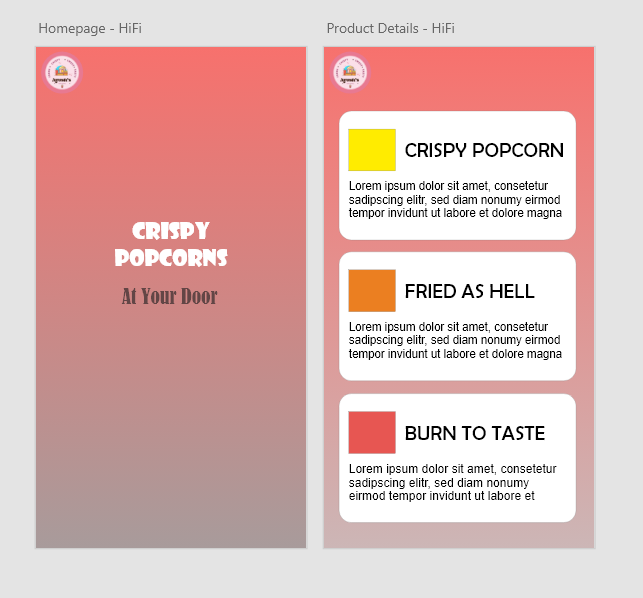 Homepage - HiFi
CRISPY
POPCORNS
At Your Door
Product Details - HiFi
CRISPY POPCORN
Lorem ipsum dolor sit amet, consetetur
sadipscing elitr, sed diam nonumy eirmod
tempor invidunt ut labore et dolore magna
FRIED AS HELL
Lorem ipsum dolor sit amet, consetetur
sadipscing elitr, sed diam nonumy eirmod
tempor invidunt ut labore et dolore magna
BURN TO TASTE
Lorem ipsum dolor sit amet, consetetur
sadipscing elitr, sed diam nonumy
eirmod tempor invidunt ut labore et